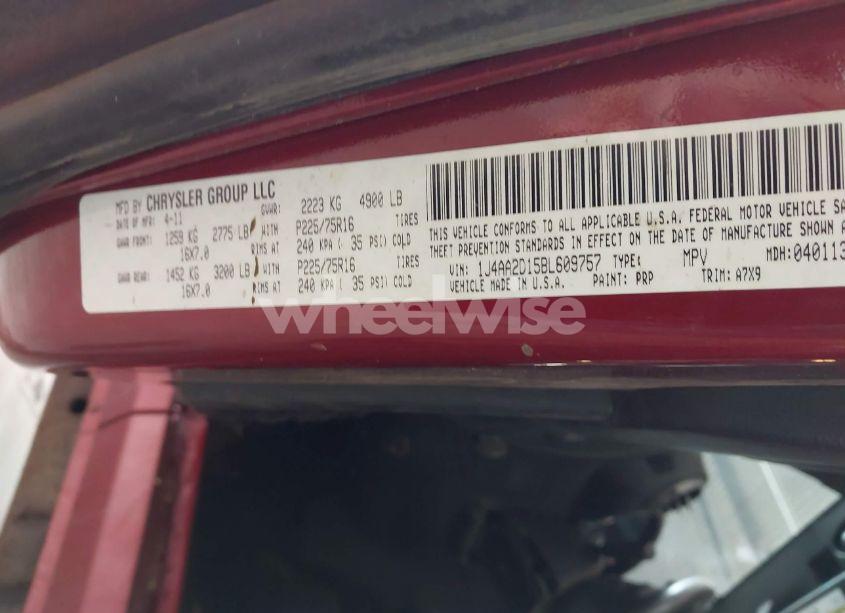 MFD BY CHRYSLER GROUP LLC
DATE OF MFR: 4-11 GVWR: 2223 KG 4900 LB
GAWR FRONT: 1259 KG 2775 LB WITH P225/75R16 TIRES
16X7.0 RIMS AT 240 KPA ( 35 PSI) COLD
GAWR REAR: 1452 KG 3200 LB WITH P225/75R16 TIRES
16X7.0 RIMS AT 240 KPA ( 35 PSI) COLD
THIS VEHICLE CONFORMS TO ALL APPLICABLE U.S.A. FEDERAL MOTOR VEHICLE
THEFT PREVENTION STANDARDS IN EFFECT ON THE DATE OF MANUFACTURE SHOWN
VIN: 1J4AA2D15BL609757 TYPE: MPV MDH: 040113
VEHICLE MADE IN U.S.A. PAINT: PRP TRIM: A7X9
wheelwise